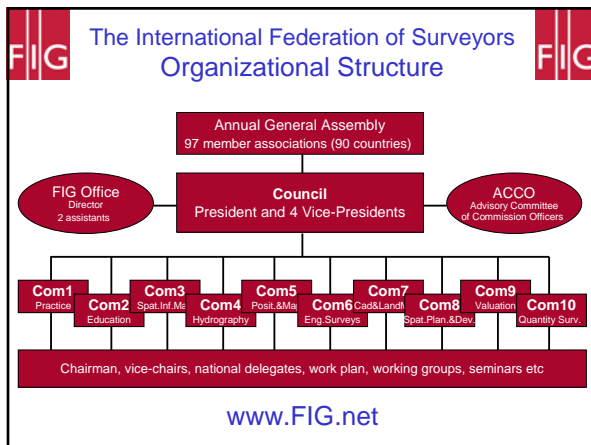 FIG
The International Federation of Surveyors
Organizational Structure
FIG
Annual General Assembly
97 member associations (90 countries)
FIG Office
Director
2 assistants
Council
President and 4 Vice-Presidents
ACCO
Advisory Committee
of Commission Officers
Com1
Practice
Com2
Education
Com3
Spat.Inf.Ma
Com4
Hydrography
Com5
Posit.&Ma
Com6
Eng.Surveys
Com7
Cad&Land
Com8
Spat.Plan.&Dev.
Com9
Valuation
Com10
Quantity Surv.
Chairman, vice-chairs, national delegates, work plan, working groups, seminars etc
www.FIG.net